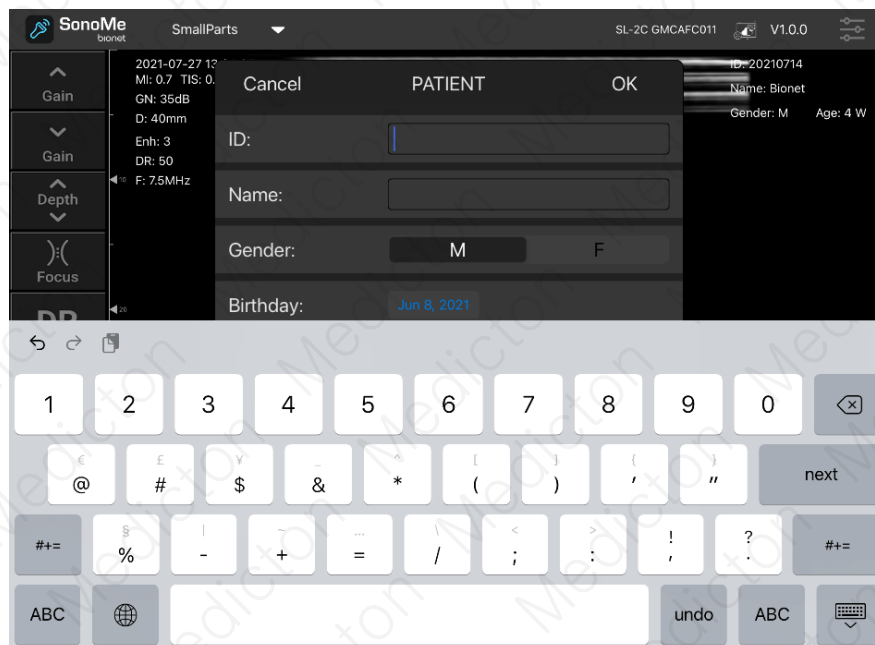 SonoMe
bionet
SmallParts
SL-2C GMCAFC011
V1.0.0
Gain
Gain
Depth
Focus
2021-07-27 13
MI: 0.7 TIS: 0.
GN: 35dB
D: 40mm
Enh: 3
DR: 50
10
F: 7.5MHz
20
ID: 20210714
Name: Bionet
Gender: M Age: 4 W
Cancel PATIENT OK
ID:
Name:
Gender: M F
Birthday: Jun 8, 2021
1 2 3 4 5 6 7 8 9 0
€ £ ¥ _ ^ [ ] { }
@ # $ & * ( ) ' " next
§ | ~ … \ < > ! ?
#+= % - + = / ; : , . #+=
ABC undo ABC
Medicton